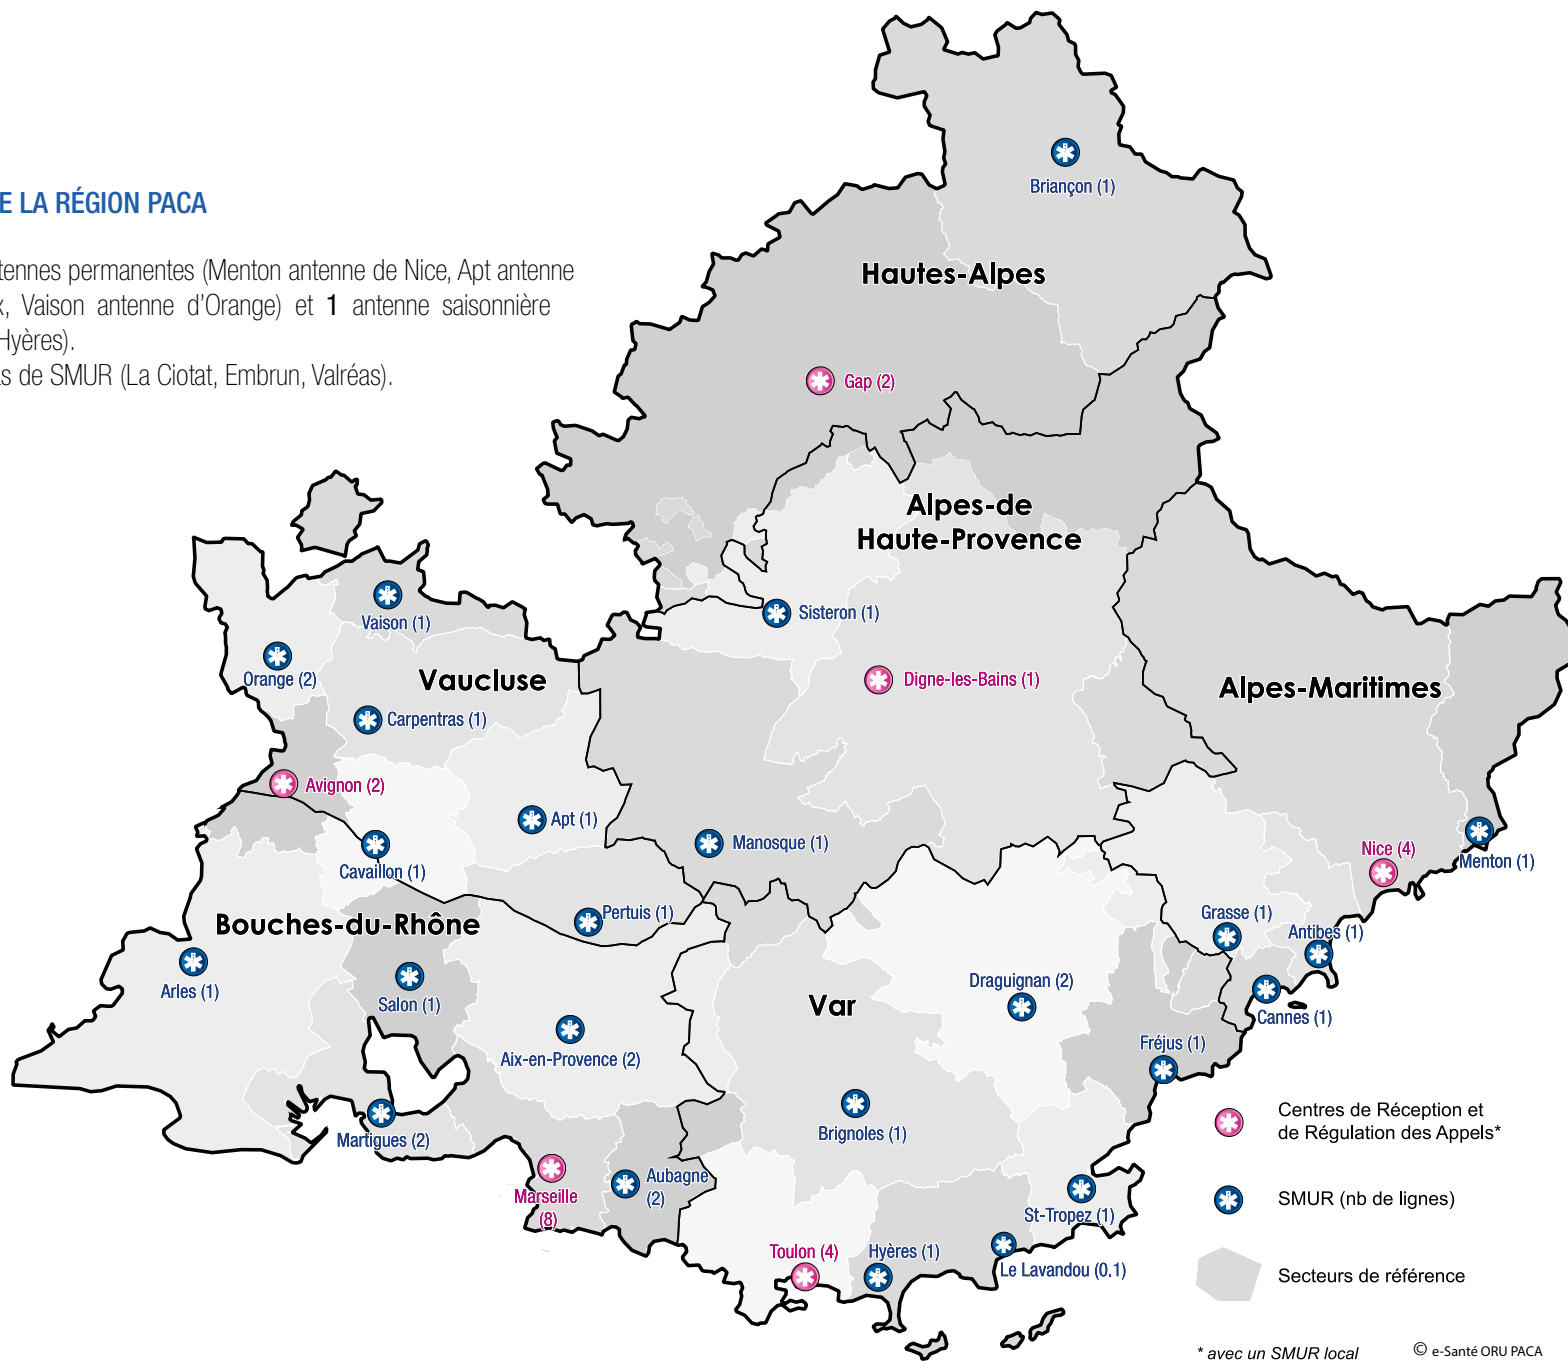 E LA RÉGION PACA
tennes permanentes (Menton antenne de Nice, Apt antenne
x, Vaison antenne d'Orange) et 1 antenne saisonnière
Hyères).
as de SMUR (La Ciotat, Embrun, Valréas).
Briançon (1)
Hautes-Alpes
Gap (2)
Alpes-de
Haute-Provence
Vaison (1)
Sisteron (1)
Orange (2)
Vaucluse
Digne-les-Bains (1)
Alpes-Maritimes
Carpentras (1)
Avignon (2)
Apt (1)
Manosque (1)
Nice (4)
Menton (1)
Cavaillon (1)
Bouches-du-Rhône
Pertuis (1)
Grasse (1)
Antibes (1)
Arles (1)
Salon (1)
Var
Draguignan (2)
Cannes (1)
Aix-en-Provence (2)
Fréjus (1)
Brignoles (1)
Martigues (2)
Marseille
(8)
Aubagne
(2)
St-Tropez (1)
Toulon (4)
Hyères (1)
Le Lavandou (0.1)
Centres de Réception et
de Régulation des Appels*
SMUR (nb de lignes)
Secteurs de référence
* avec un SMUR local
© e-Santé ORU PACA